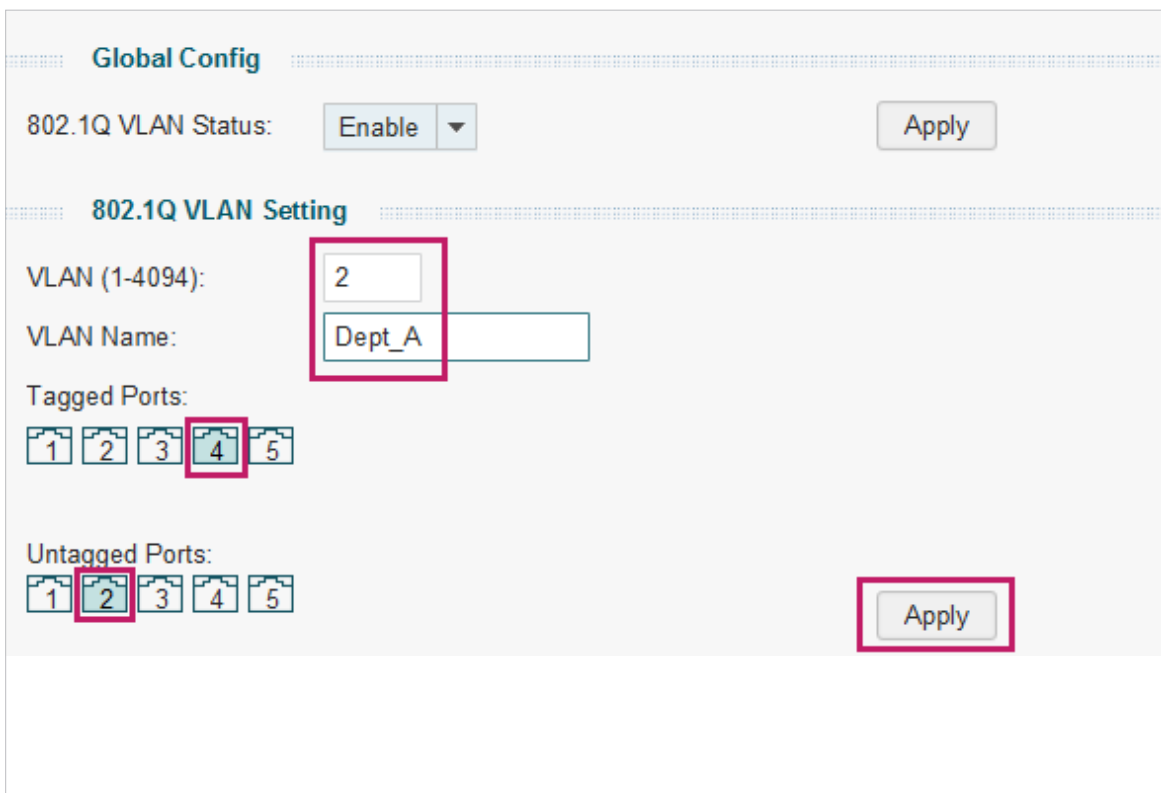 Global Config
802.1Q VLAN Status: Enable Apply
802.1Q VLAN Setting
VLAN (1-4094): 2
VLAN Name: Dept_A
Tagged Ports:
1 2 3 4 5
Untagged Ports:
1 2 3 4 5
Apply